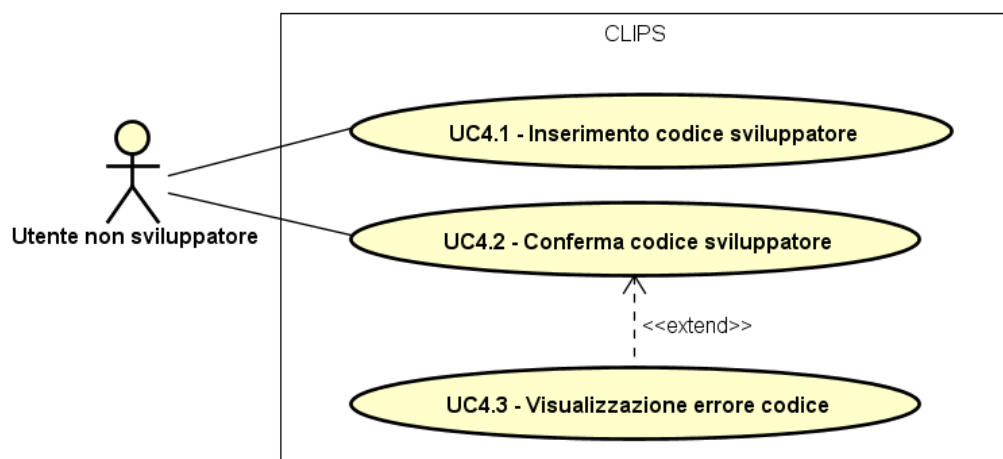 CLIPS
UC4.1 - Inserimento codice sviluppatore
Utente non sviluppatore
UC4.2 - Conferma codice sviluppatore
<<extend>>
UC4.3 - Visualizzazione errore codice